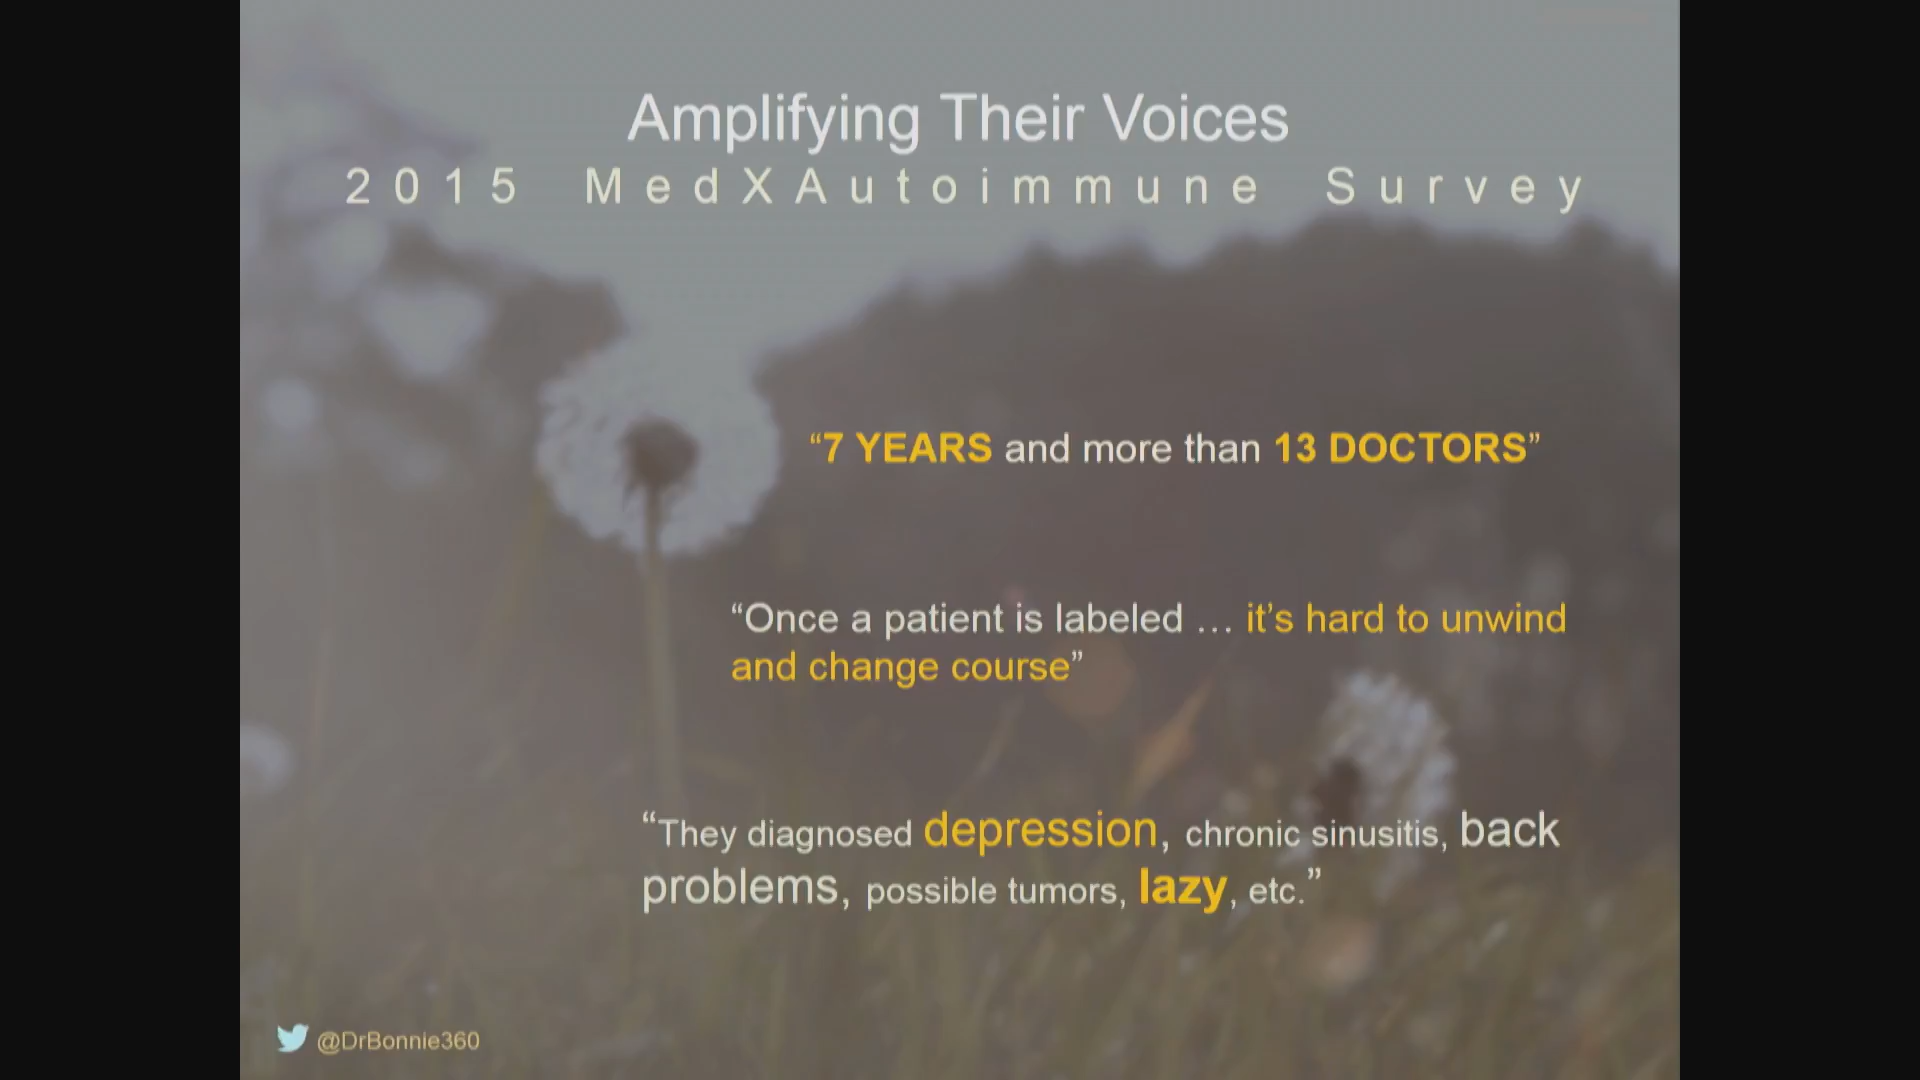 Amplifying Their Voices
2015 MedXAutoimmune Survey
“7 YEARS and more than 13 DOCTORS”
“Once a patient is labeled … it’s hard to unwind
and change course”
“They diagnosed depression, chronic sinusitis, back
problems, possible tumors, lazy, etc.”
@DrBonnie360